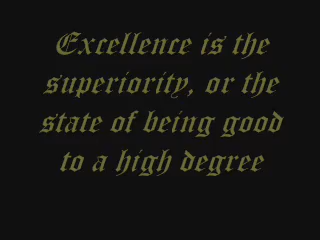 Excellence is the
superiority, or the
state of being good
to a high degree